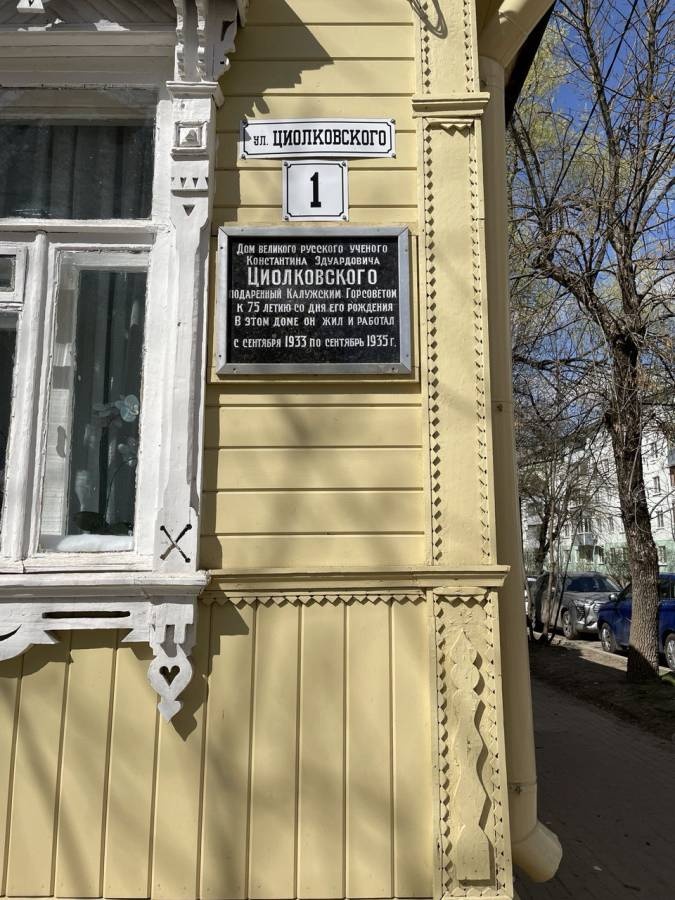 ул. ЦИОЛКОВСКОГО
1
Дом великого русского ученого
Константина Эдуардовича
ЦИОЛКОВСКОГО
подаренный Калужским Горсоветом
к 75 летию со дня его рождения
В этом доме он жил и работал
с сентября 1933 по сентябрь 1935 г.